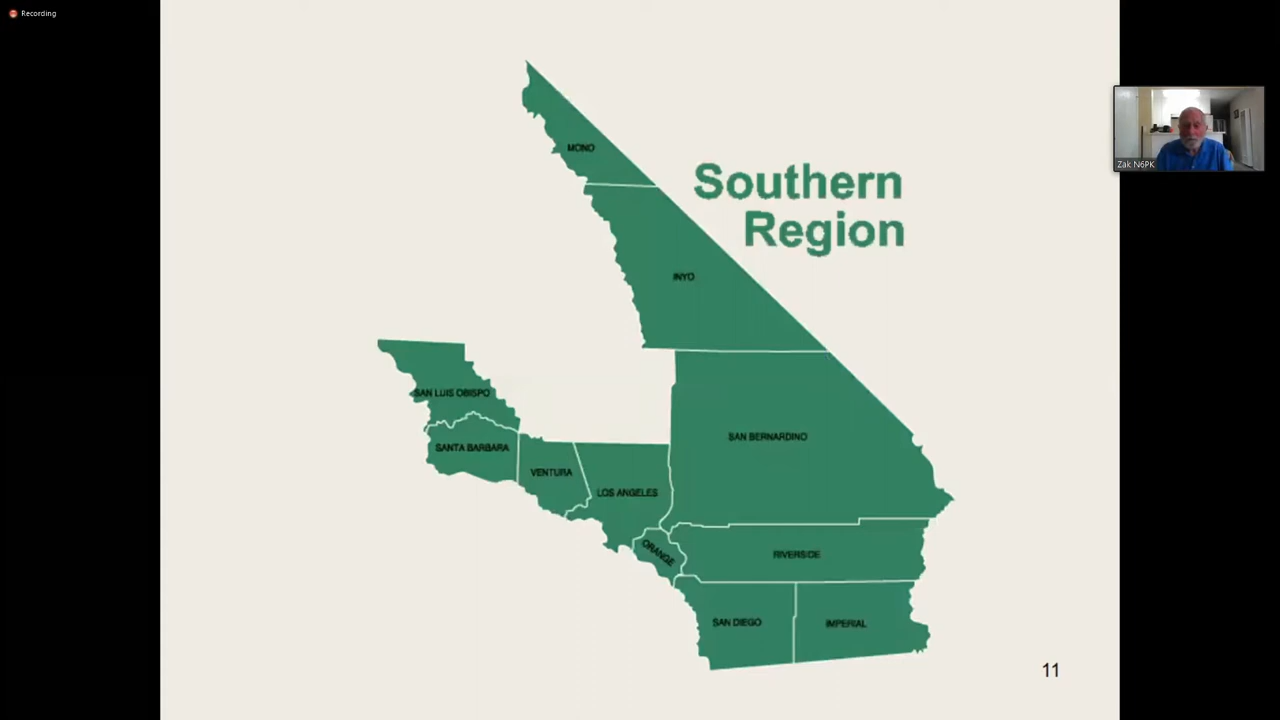 Recording
MONO
Southern
Region
INYO
SAN LUIS OBISPO
SAN BERNARDINO
SANTA BARBARA
VENTURA
LOS ANGELES
ORANGE
RIVERSIDE
SAN DIEGO
IMPERIAL
11
Zak N6PK